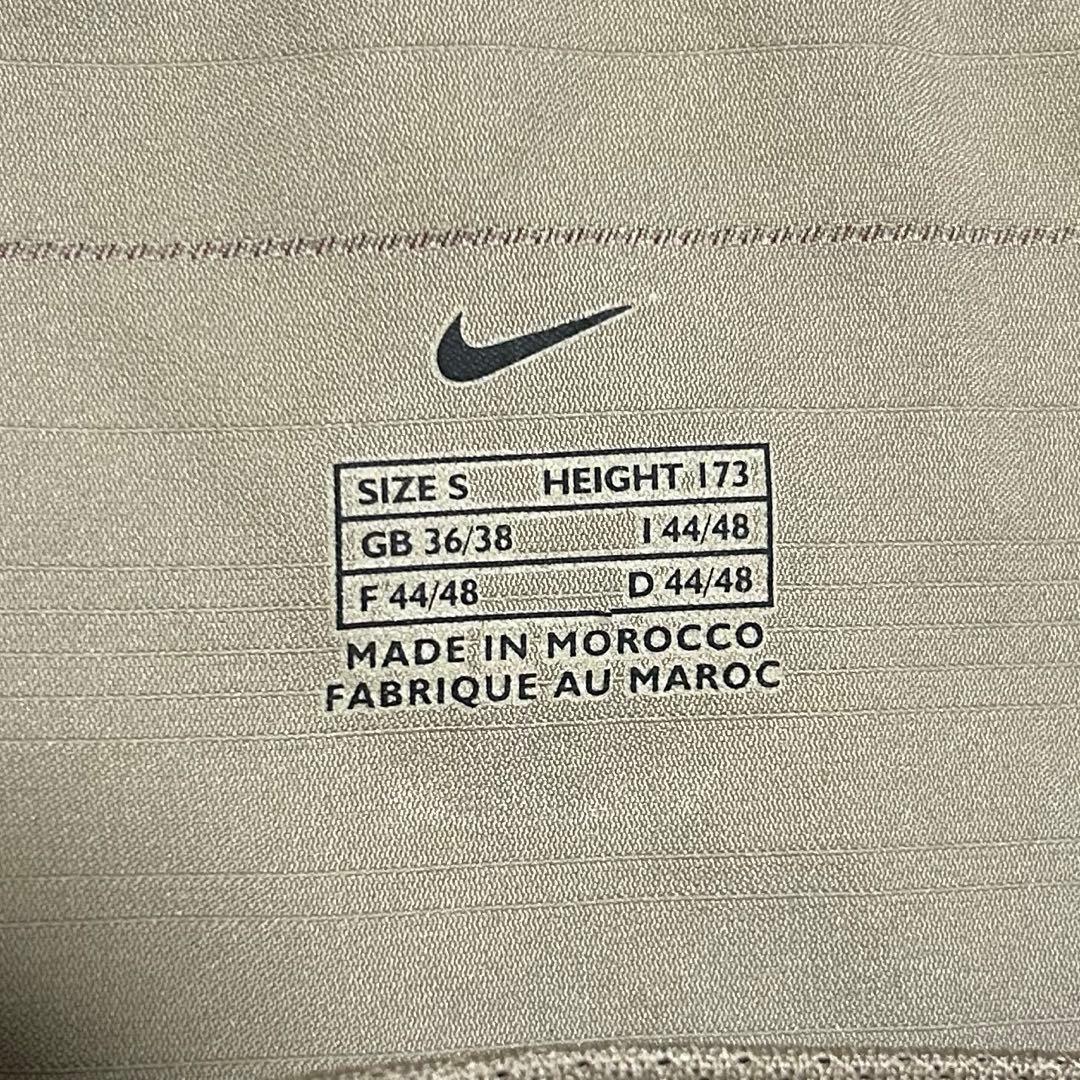 SIZE S HEIGHT 173
GB 36/38 I 44/48
F 44/48 D 44/48
MADE IN MOROCCO
FABRIQUE AU MAROC